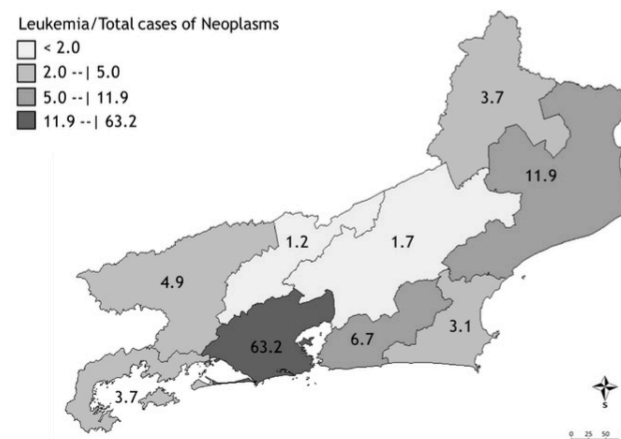 Leukemia/Total cases of Neoplasms
< 2.0
2.0 --| 5.0
5.0 --| 11.9
11.9 --| 63.2
3.7
11.9
1.2
1.7
4.9
3.1
6.7
63.2
3.7
S
0 25 50